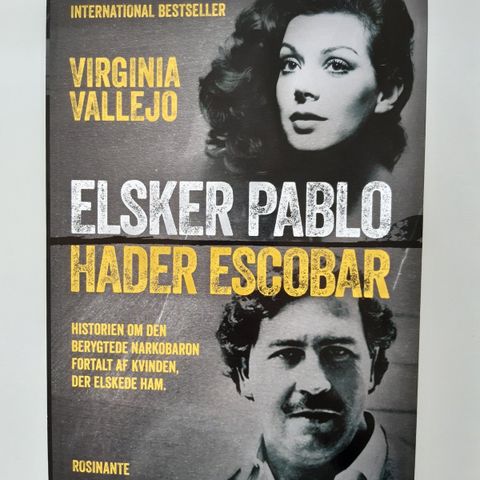 INTERNATIONAL BESTSELLER
VIRGINIA
VALLEJO
ELSKER PABLO
HADER ESCOBAR
HISTORIEN OM DEN
BERYGTEDE NARKOBARON
FORTALT AF KVINDEN,
DER ELSKEDE HAM.
ROSINANTE